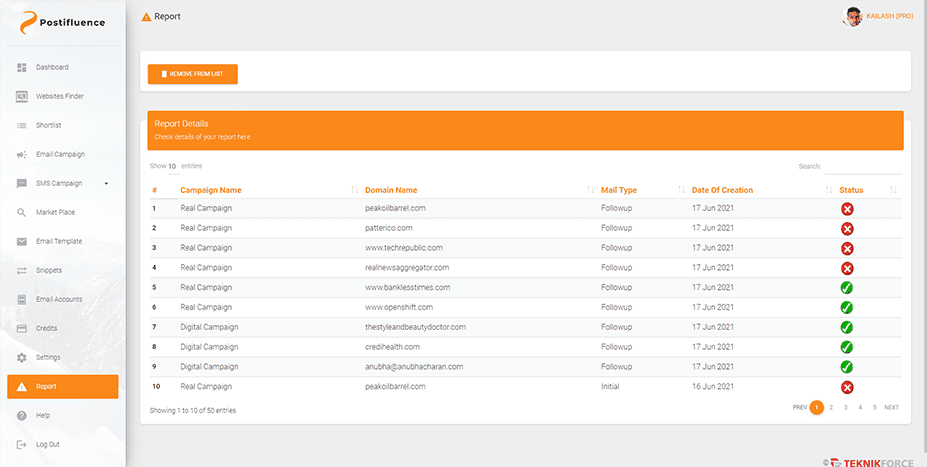 Postifluence
Report
KAILASH (PRO)
Dashboard
Websites Finder
Shortlist
Email Campaign
SMS Campaign
Market Place
Email Template
Snippets
Email Accounts
Credits
Settings
Report
Help
Log Out
REMOVE FROM LIST
Report Details
Check details of your report here
Show 10 entries
Search:
# Campaign Name Domain Name Mail Type Date Of Creation Status
1 Real Campaign peakoilbarrel.com Followup 17 Jun 2021
2 Real Campaign patterico.com Followup 17 Jun 2021
3 Real Campaign www.techrepublic.com Followup 17 Jun 2021
4 Real Campaign realnewsaggregator.com Followup 17 Jun 2021
5 Real Campaign www.banklesstimes.com Followup 17 Jun 2021
6 Real Campaign www.openshift.com Followup 17 Jun 2021
7 Digital Campaign thestyleandbeautydoctor.com Followup 17 Jun 2021
8 Digital Campaign credihealth.com Followup 17 Jun 2021
9 Digital Campaign anubha@anubhacharan.com Followup 17 Jun 2021
10 Real Campaign peakoilbarrel.com Initial 16 Jun 2021
Showing 1 to 10 of 50 entries
PREV 1 2 3 4 5 NEXT
© TEKNIKFORCE